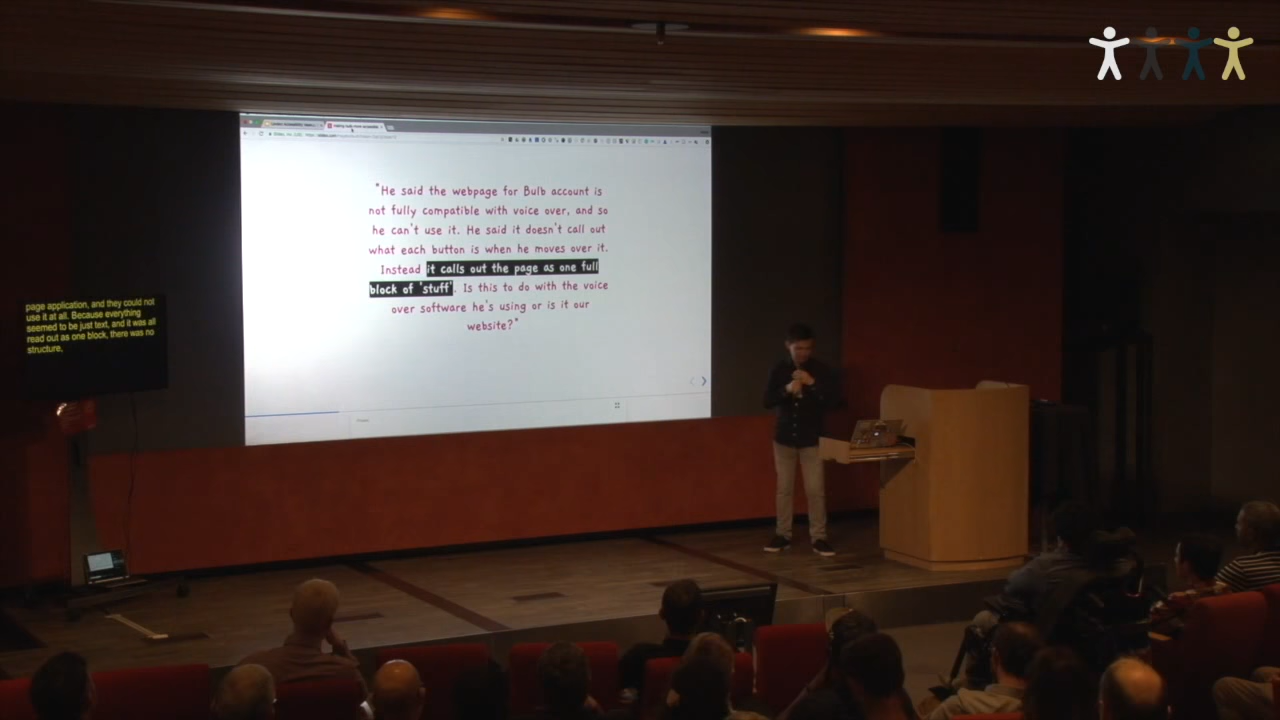 "He said the webpage for Bulb account is
not fully compatible with voice over, and so
he can't use it. He said it doesn't call out
what each button is when he moves over it.
Instead it calls out the page as one full
block of 'stuff'. Is this to do with the voice
over software he's using or is it our
website?"
page application, and they could not
use it at all. Because everything
seemed to be just text, and it was all
read out as one block, there was no
structure.